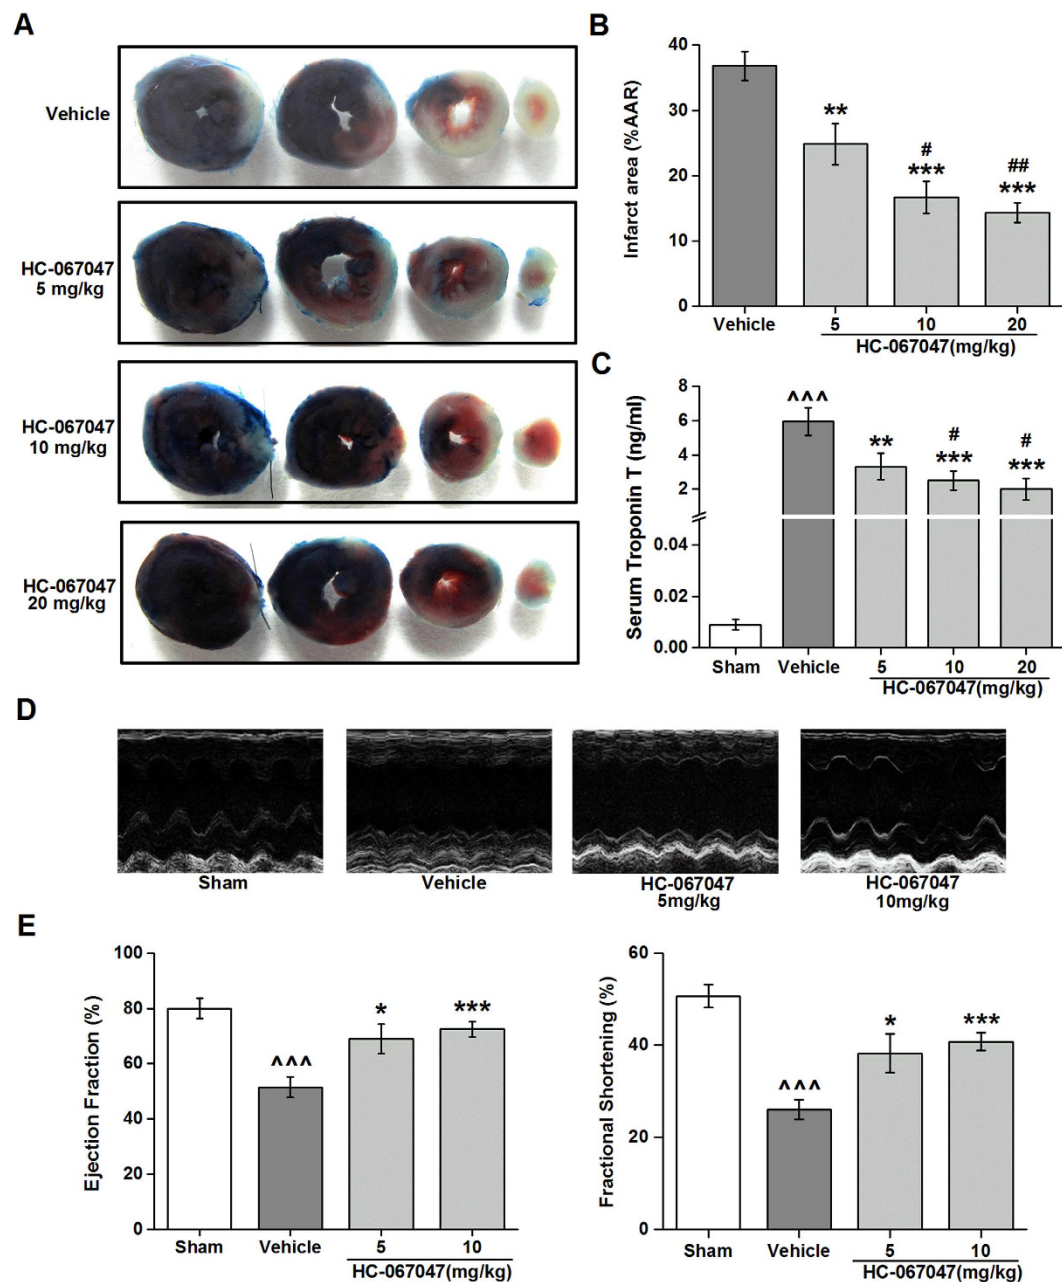 A
Vehicle
HC-067047
5 mg/kg
HC-067047
10 mg/kg
HC-067047
20 mg/kg
B
Infarct area (%AAR)
40
30
20
10
0
**
#
***
##
***
Vehicle
5
10
20
HC-067047(mg/kg)
C
Serum Troponin T (ng/ml)
8
6
4
2
0.04
0.02
0.00
^^^
**
#
***
#
***
Sham
Vehicle
5
10
20
HC-067047(mg/kg)
D
Sham
Vehicle
HC-067047
5mg/kg
HC-067047
10mg/kg
E
Ejection Fraction (%)
100
80
60
40
20
0
^^^
*
***
Sham
Vehicle
5
10
HC-067047(mg/kg)
Fractional Shortening (%)
60
40
20
0
^^^
*
***
Sham
Vehicle
5
10
HC-067047(mg/kg)